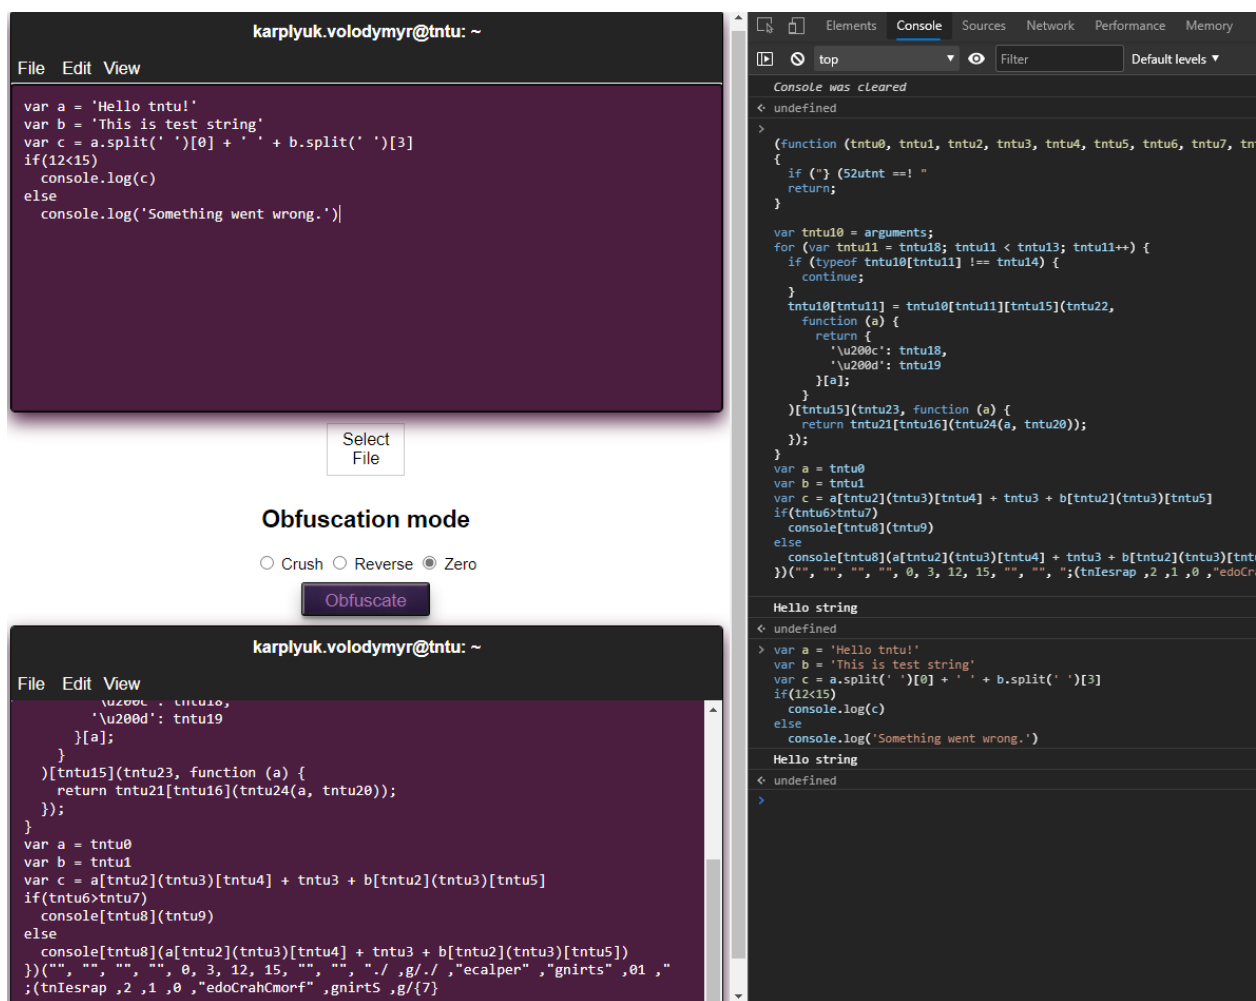 karplyuk.volodymyr@tntu: ~
File Edit View
var a = 'Hello tntu!'
var b = 'This is test string'
var c = a.split(' ')[0] + ' ' + b.split(' ')[3]
if(12<15)
  console.log(c)
else
  console.log('Something went wrong.')
Select
File
Obfuscation mode
Crush Reverse Zero
Obfuscate
karplyuk.volodymyr@tntu: ~
File Edit View
'\u200c': tntu18,
'\u200d': tntu19
}[a];
}
)[tntu15](tntu23, function (a) {
return tntu21[tntu16](tntu24(a, tntu20));
});
}
var a = tntu0
var b = tntu1
var c = a[tntu2](tntu3)[tntu4] + tntu3 + b[tntu2](tntu3)[tntu5]
if(tntu6>tntu7)
  console[tntu8](tntu9)
else
  console[tntu8](a[tntu2](tntu3)[tntu4] + tntu3 + b[tntu2](tntu3)[tntu5])
})("", "", "", "", 0, 3, 12, 15, "", "", "./ ,g/./ ,"ecalper" ,"gnirts" ,01 ,"
;(tnIesrap ,2 ,1 ,0 ,"edoCrahCmorf" ,gnirtS ,g/{7}
Elements Console Sources Network Performance Memory
top Filter Default levels ▼
Console was cleared
undefined
(function (tntu0, tntu1, tntu2, tntu3, tntu4, tntu5, tntu6, tntu7, tn
{
  if ("} (52utnt ==! "
  return;
}
var tntu10 = arguments;
for (var tntu11 = tntu18; tntu11 < tntu13; tntu11++) {
  if (typeof tntu10[tntu11] !== tntu14) {
    continue;
  }
  tntu10[tntu11] = tntu10[tntu11][tntu15](tntu22,
    function (a) {
      return {
        '\u200c': tntu18,
        '\u200d': tntu19
      }[a];
    }
  )[tntu15](tntu23, function (a) {
    return tntu21[tntu16](tntu24(a, tntu20));
  });
}
var a = tntu0
var b = tntu1
var c = a[tntu2](tntu3)[tntu4] + tntu3 + b[tntu2](tntu3)[tntu5]
if(tntu6>tntu7)
  console[tntu8](tntu9)
else
  console[tntu8](a[tntu2](tntu3)[tntu4] + tntu3 + b[tntu2](tntu3)[tnt
})("", "", "", "", 0, 3, 12, 15, "", "", ";(tnIesrap ,2 ,1 ,0 ,"edoCra
Hello string
undefined
var a = 'Hello tntu!'
var b = 'This is test string'
var c = a.split(' ')[0] + ' ' + b.split(' ')[3]
if(12<15)
  console.log(c)
else
  console.log('Something went wrong.')
Hello string
undefined